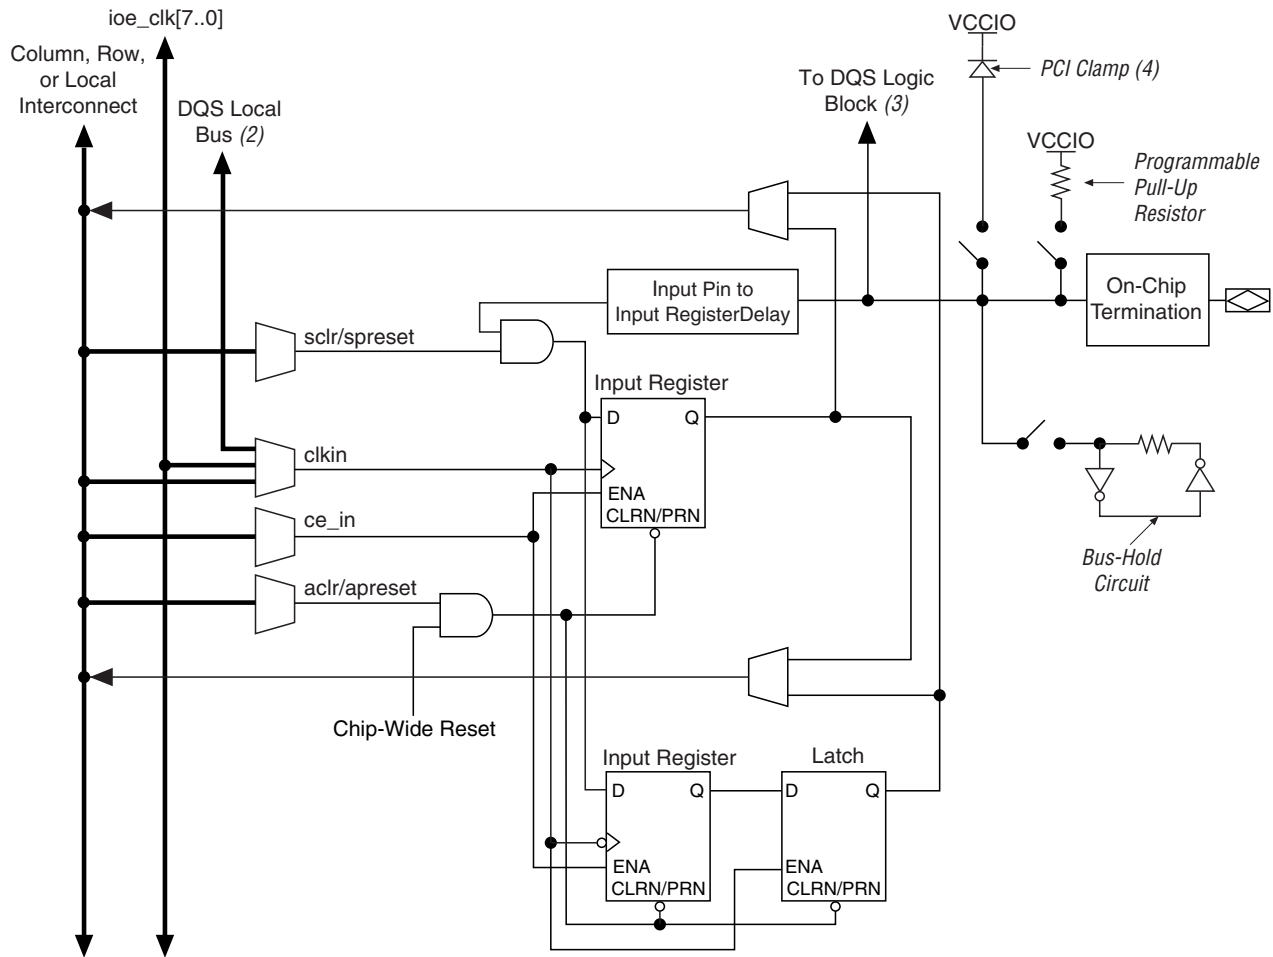 ioe_clk[7..0]
Column, Row,
or Local
Interconnect
DQS Local
Bus (2)
To DQS Logic
Block (3)
VCCIO
PCI Clamp (4)
VCCIO
Programmable
Pull-Up
Resistor
Input Pin to
Input RegisterDelay
On-Chip
Termination
sclr/spreset
Input Register
D
Q
clkin
ENA
CLRN/PRN
ce_in
aclr/apreset
Bus-Hold
Circuit
Chip-Wide Reset
Input Register
D
Q
ENA
CLRN/PRN
Latch
D
Q
ENA
CLRN/PRN